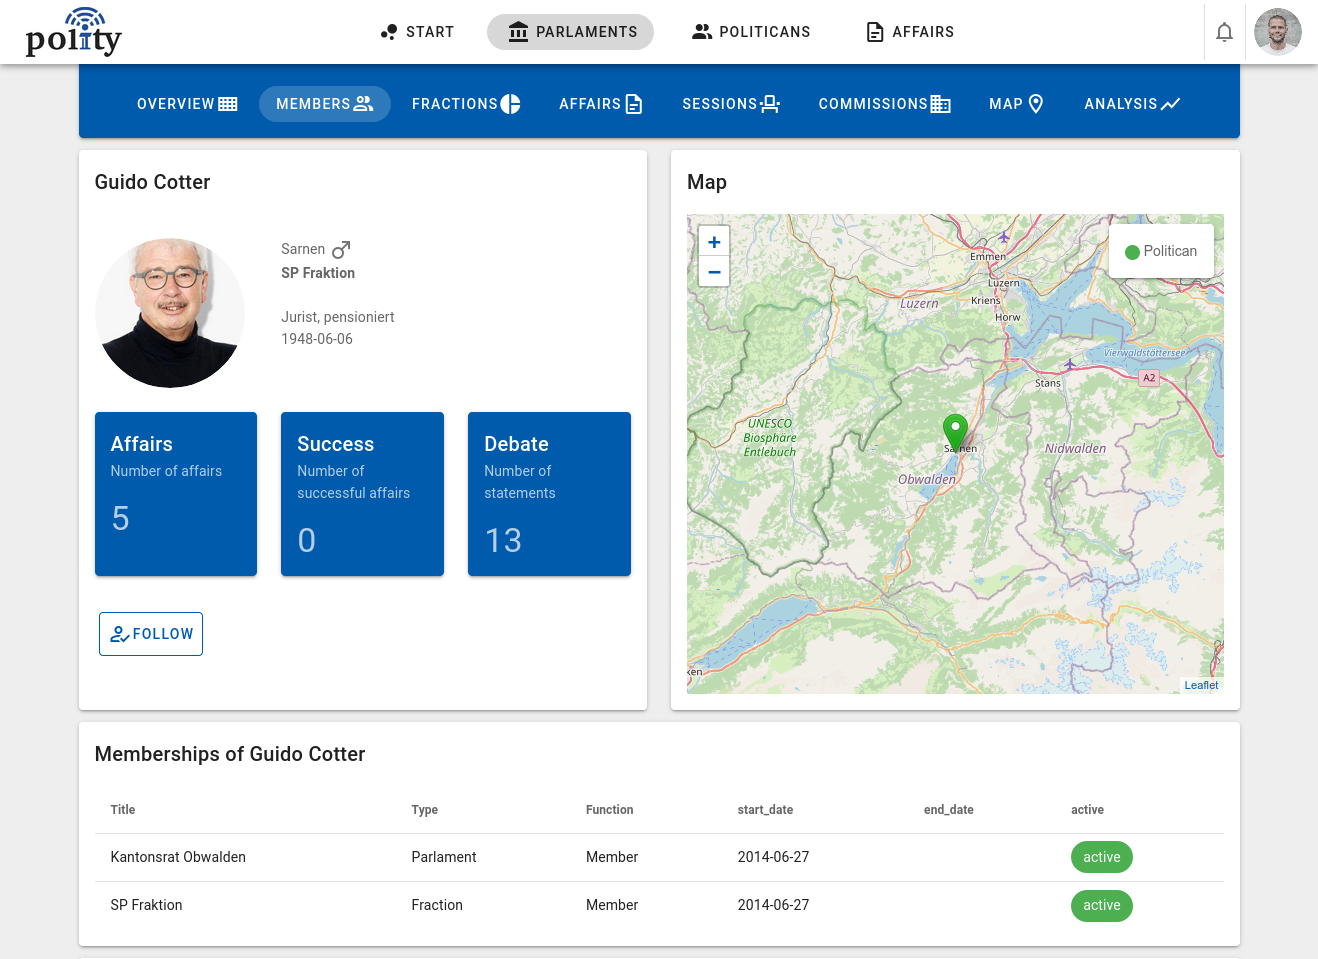 polity
START
PARLAMENTS
POLITICANS
AFFAIRS
OVERVIEW
MEMBERS
FRACTIONS
AFFAIRS
SESSIONS
COMMISSIONS
MAP
ANALYSIS
Guido Cotter
Sarnen
SP Fraktion
Jurist, pensioniert
1948-06-06
Affairs
Number of affairs
5
Success
Number of
successful affairs
0
Debate
Number of
statements
13
FOLLOW
Map
+
−
Politican
Emmen
Luzern
Luzern
Kriens
Horw
Vierwaldstättersee
A2
Stans
UNESCO
Biosphäre
Entlebuch
Sarnen
Nidwalden
Obwalden
ken
Leaflet
Memberships of Guido Cotter
Title Type Function start_date end_date active
Kantonsrat Obwalden Parlament Member 2014-06-27 active
SP Fraktion Fraction Member 2014-06-27 active